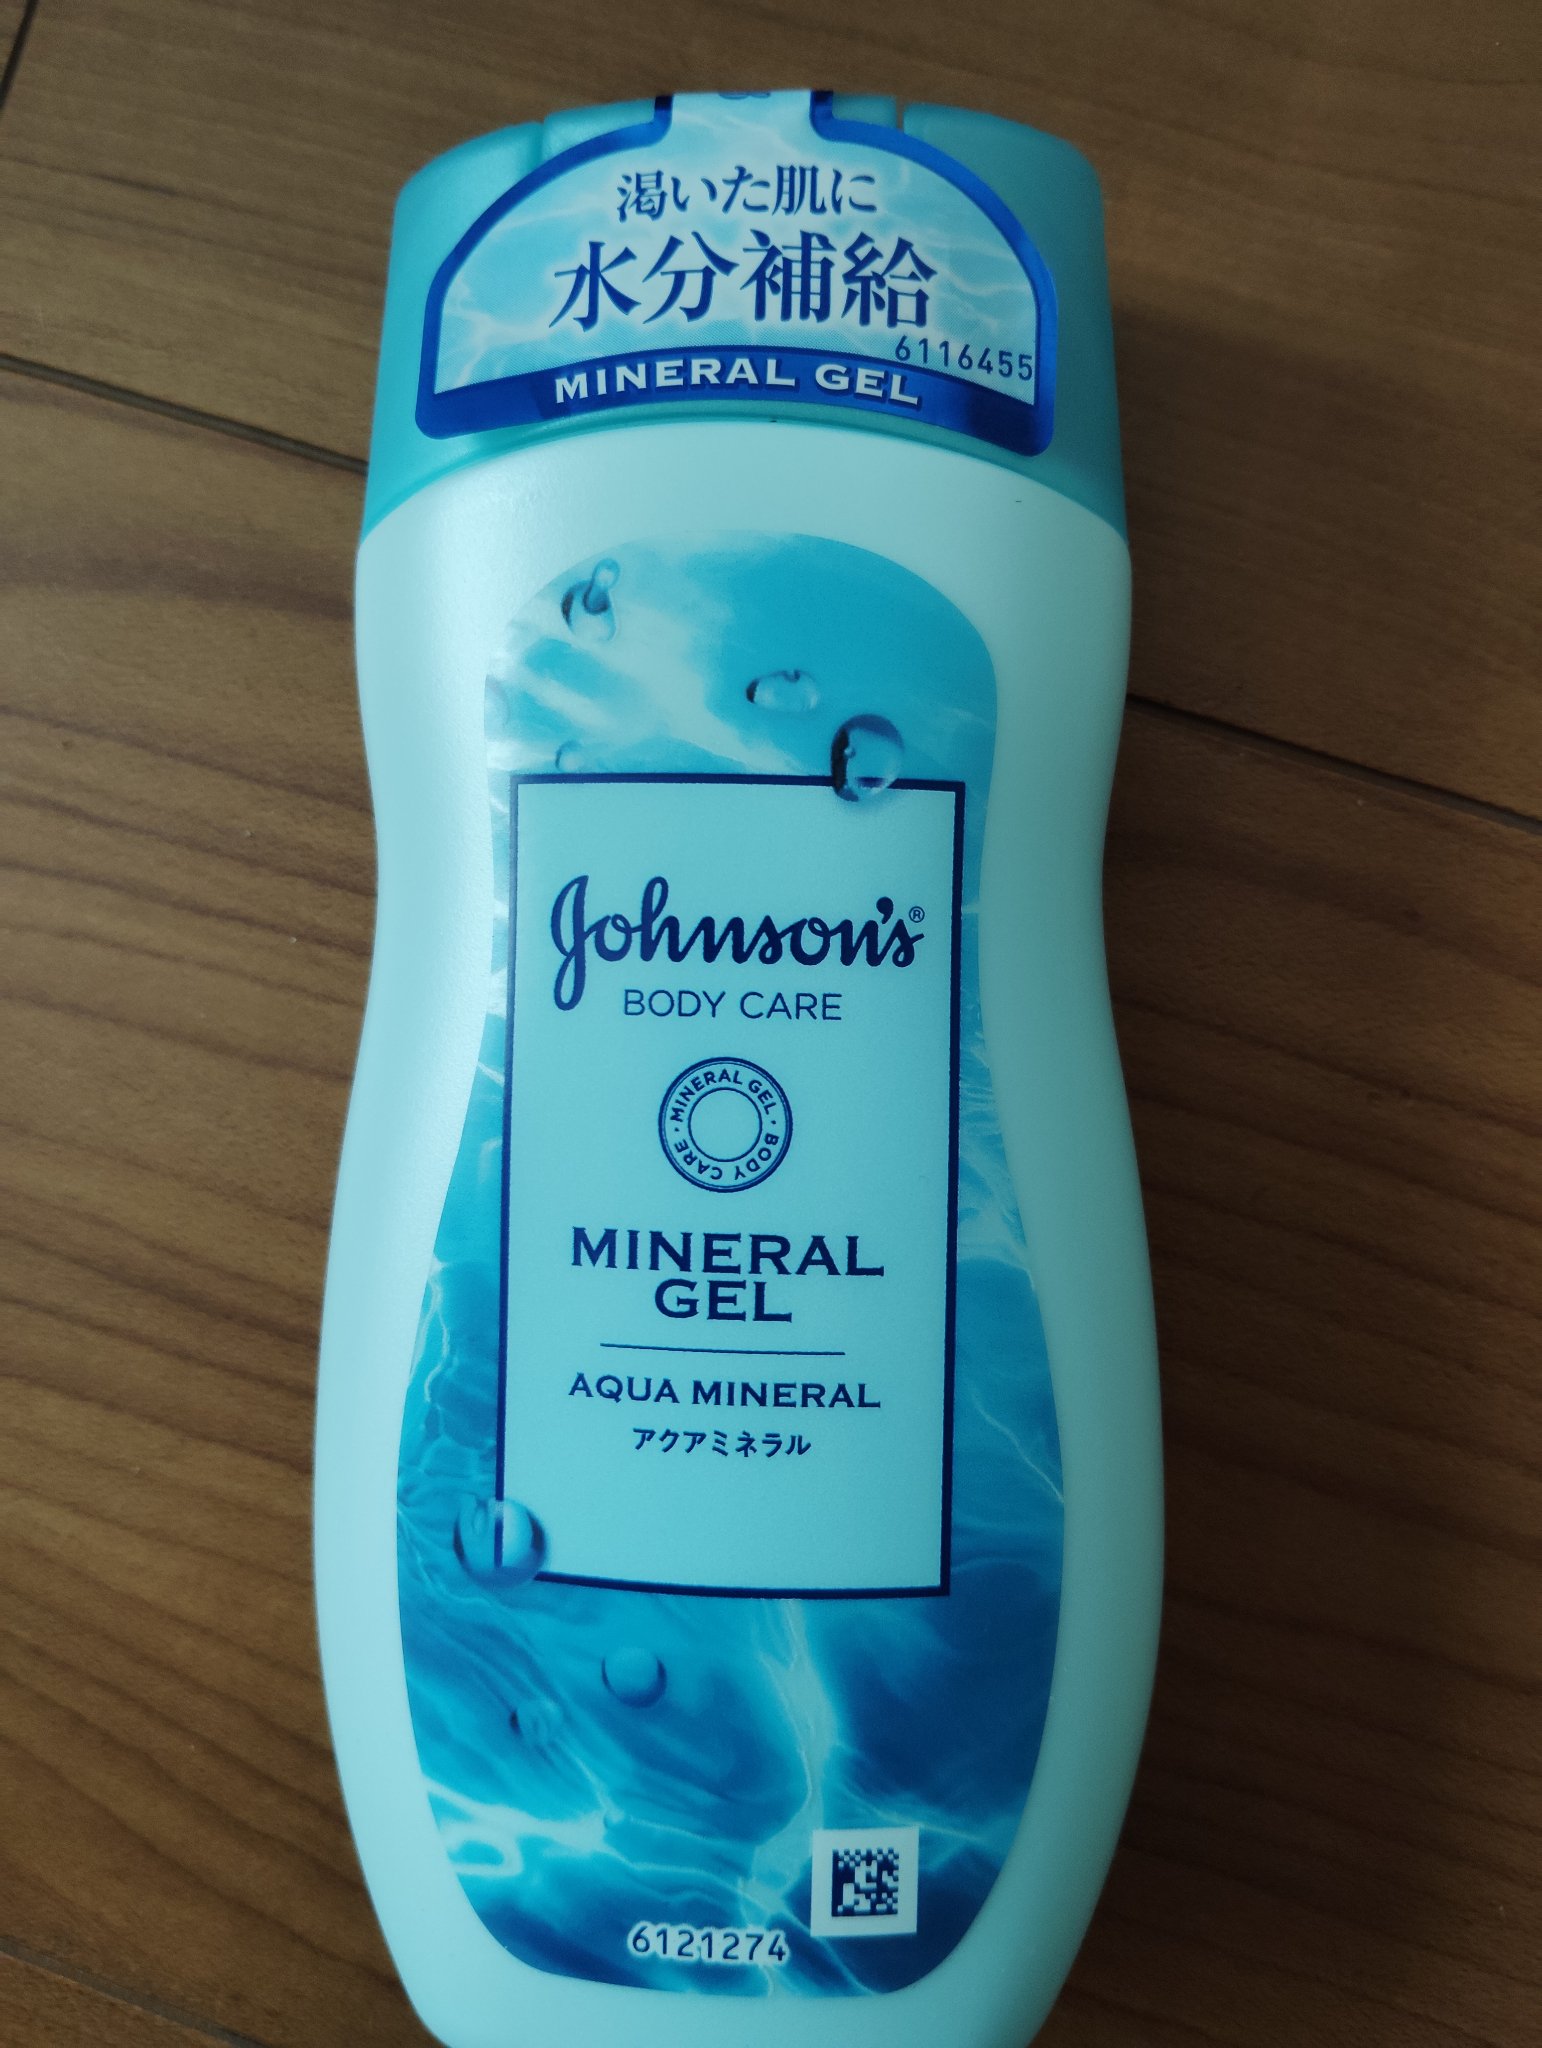 渇いた肌に
水分補給
6116455
MINERAL GEL
Johnson's®
BODY CARE
MINERAL GEL · BODY CARE ·
MINERAL
GEL
AQUA MINERAL
アクアミネラル
6121274